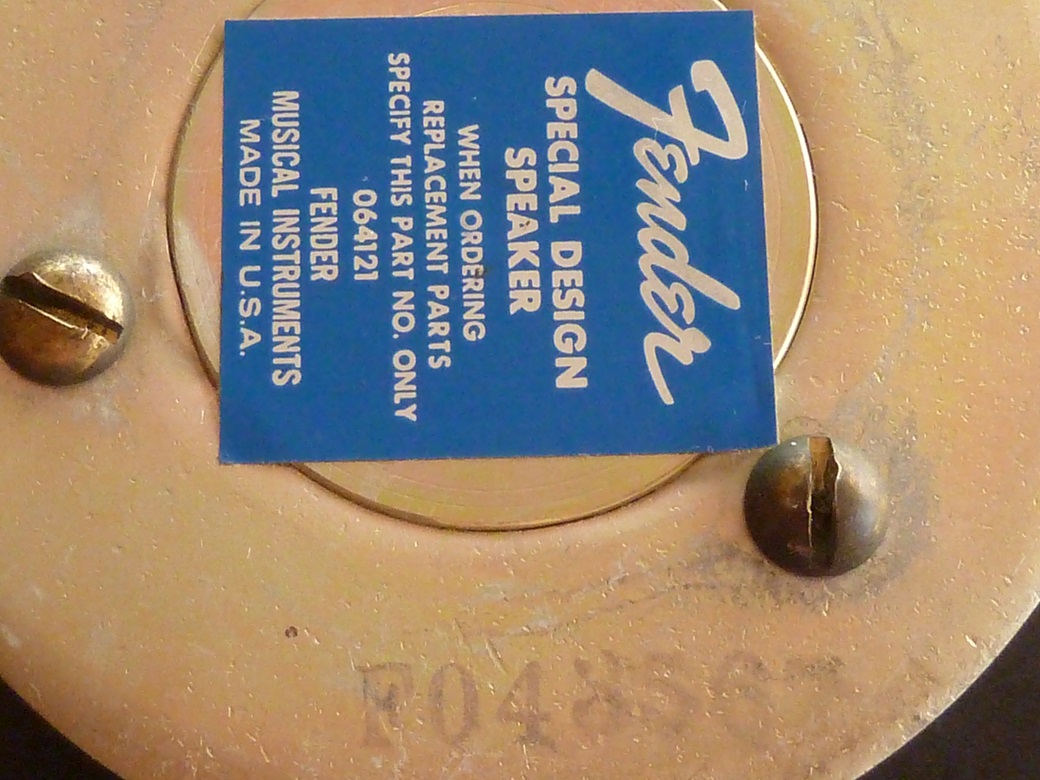 Fender
SPECIAL DESIGN
SPEAKER
WHEN ORDERING
REPLACEMENT PARTS
SPECIFY THIS PART NO. ONLY
064121
FENDER
MUSICAL INSTRUMENTS
MADE IN U.S.A.